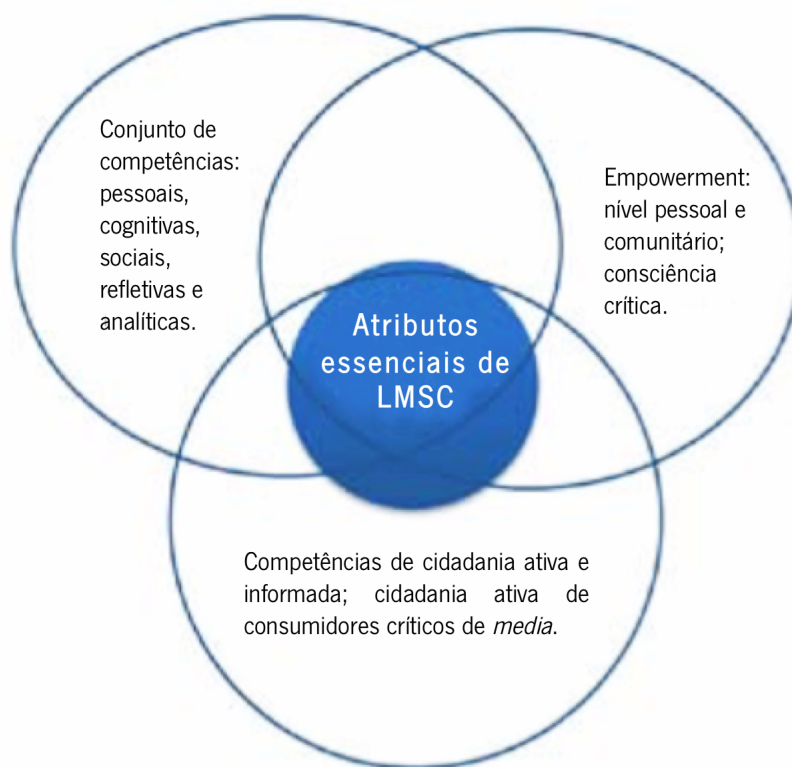 Conjunto de
competências:
pessoais,
cognitivas,
sociais,
refletivas e
analíticas.
Empowerment:
nível pessoal e
comunitário;
consciência
crítica.
Atributos
essenciais de
LMSC
Competências de cidadania ativa e
informada; cidadania ativa de
consumidores críticos de media.